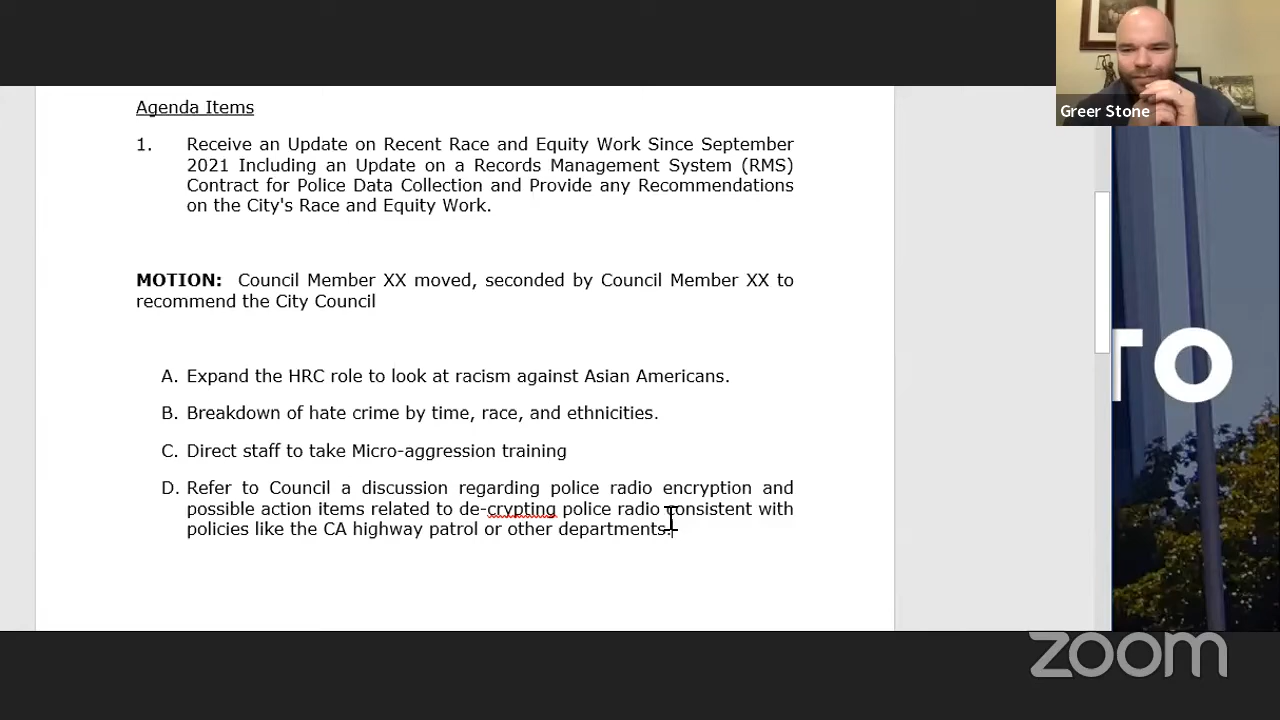 Greer Stone
Agenda Items
1. Receive an Update on Recent Race and Equity Work Since September
2021 Including an Update on a Records Management System (RMS)
Contract for Police Data Collection and Provide any Recommendations
on the City's Race and Equity Work.
MOTION: Council Member XX moved, seconded by Council Member XX to
recommend the City Council
A. Expand the HRC role to look at racism against Asian Americans.
B. Breakdown of hate crime by time, race, and ethnicities.
C. Direct staff to take Micro-aggression training
D. Refer to Council a discussion regarding police radio encryption and
possible action items related to de-crypting police radio consistent with
policies like the CA highway patrol or other departments.
TO
zoom